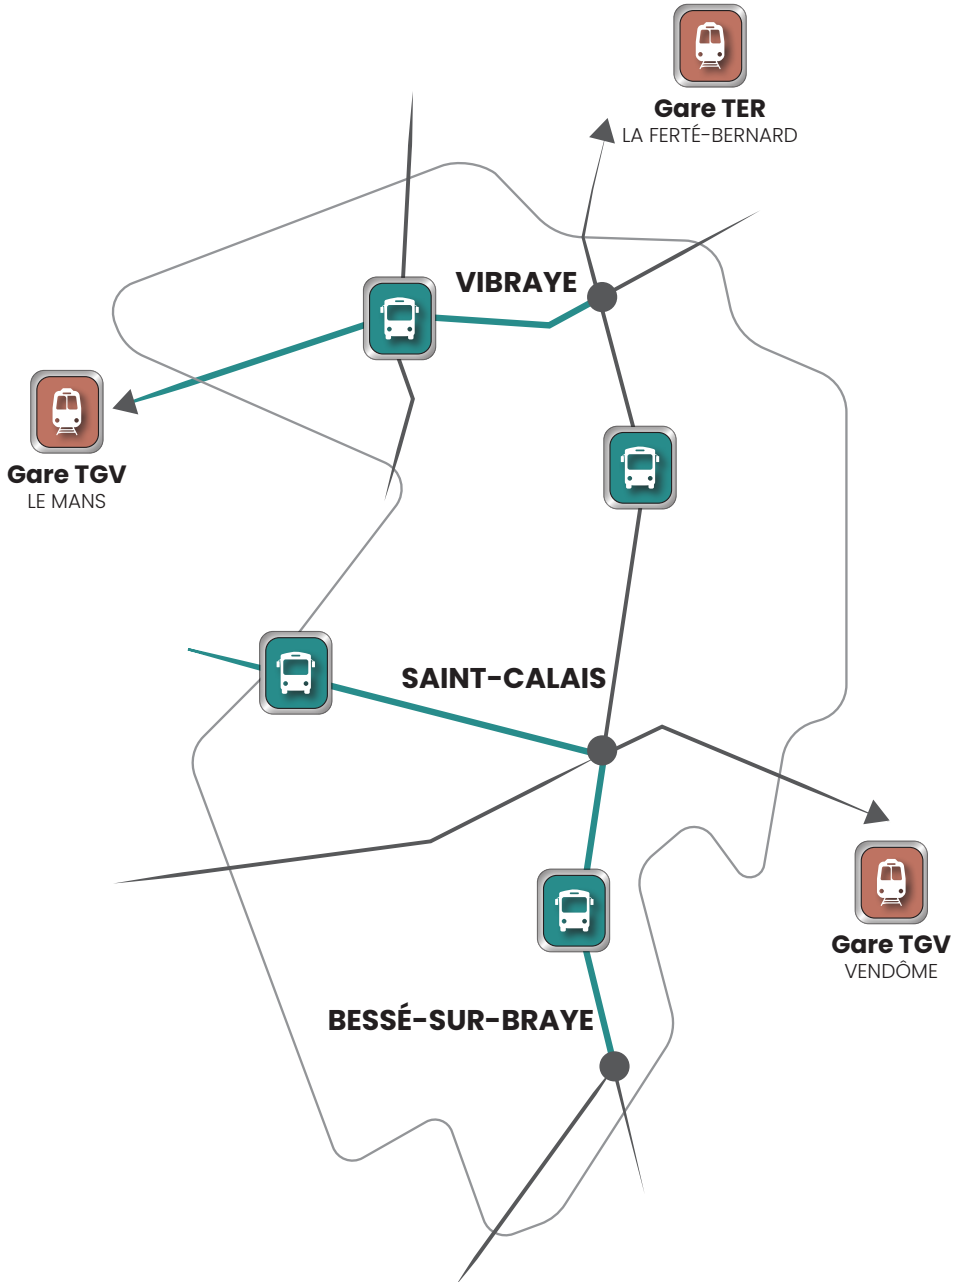 Gare TER
LA FERTÉ-BERNARD
VIBRAYE
Gare TGV
LE MANS
SAINT-CALAIS
Gare TGV
VENDÔME
BESSÉ-SUR-BRAYE